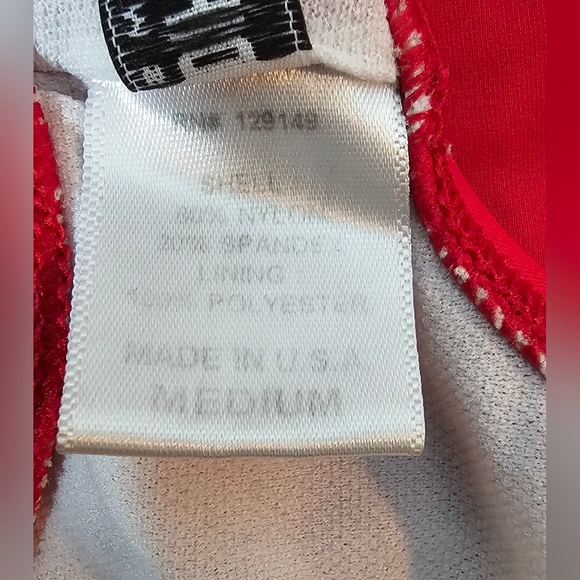 RN# 129149
SHELL
80% NYLON
20% SPANDEX
LINING
100% POLYESTER
MADE IN U.S.A
MEDIUM